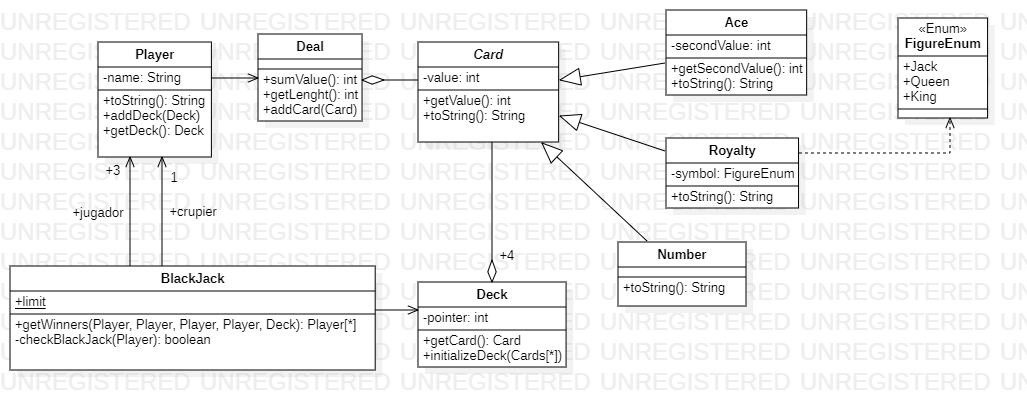 Player
-name: String
+toString(): String
+addDeck(Deck)
+getDeck(): Deck
Deal
+sumValue(): int
+getLenght(): int
+addCard(Card)
Card
-value: int
+getValue(): int
+toString(): String
Ace
-secondValue: int
+getSecondValue(): int
+toString(): String
«Enum»
FigureEnum
+Jack
+Queen
+King
Royalty
-symbol: FigureEnum
+toString(): String
Number
+toString(): String
+3
1
+jugador
+crupier
BlackJack
+limit
+getWinners(Player, Player, Player, Player, Deck): Player[*]
-checkBlackJack(Player): boolean
+4
Deck
-pointer: int
+getCard(): Card
+initializeDeck(Cards[*])
UNREGISTERED UNREGISTERED UNREGISTERED UNREGISTERED UNREGISTERED